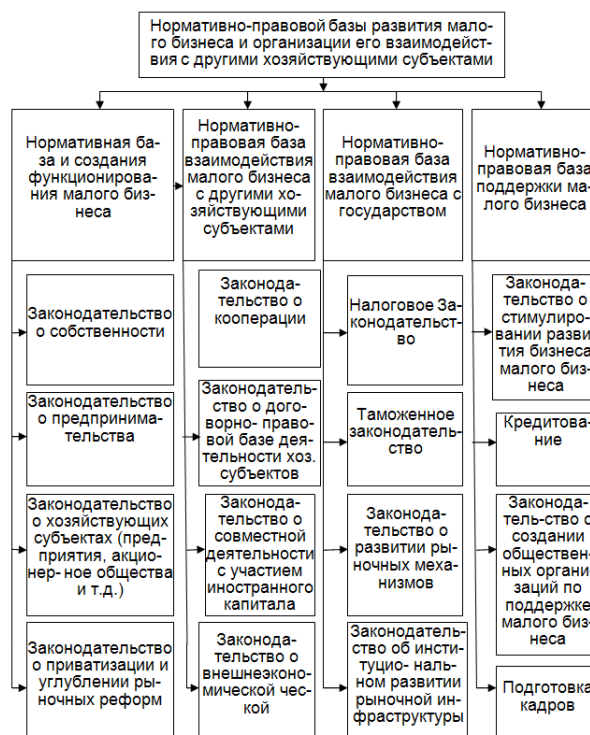 Нормативно-правовой базы развития мало-
го бизнеса и организации его взаимодейст-
вия с другими хозяйствующими субъектами
Нормативная ба-
за и создания
функционирова-
ния малого биз-
неса
Нормативно-
правовая база
взаимодействия
малого бизнеса
с другими хо-
зяйствующими
субъектами
Нормативно-
правовая база
взаимодействия
малого бизнеса с
государством
Нормативно-
правовая база
поддержки ма-
лого бизнеса
Законодательство
о собственности
Законода-
тельство о
кооперации
Налоговое За-
конодательст-
во
Законода-
тельство о
стимулиро-
вании разви-
тия бизнеса
малого биз-
неса
Законодательство
о предпринима-
тельства
Законодатель-
ство о догo-
ворно- право-
вой базе дея-
тельности хоз.
субъектов
Таможенное
законодатель-
ство
Кредитова-
ние
Законодательство
о хозяйствующих
субъектах (пред-
приятия, акцио-
нер- ное общества
и т.д.)
Законода-
тельство о
совместной
деятельности
с участием
иностранного
капитала
Законода-
тельство о
развитии ры-
ночных меха-
низмов
Законода-
тель-ство о
создании
обществен-
ных органи-
заций по
поддержке
малого биз-
неса
Законодательство
о приватизации и
углублении ры-
ночных реформ
Законода-
тельство о
внешнеэко-
номической чес-
кой
Законодатель-
ство об инсти-
туцио- наль-
ном развитии
рыночной ин-
фраструктуры
Подготовка
кадров